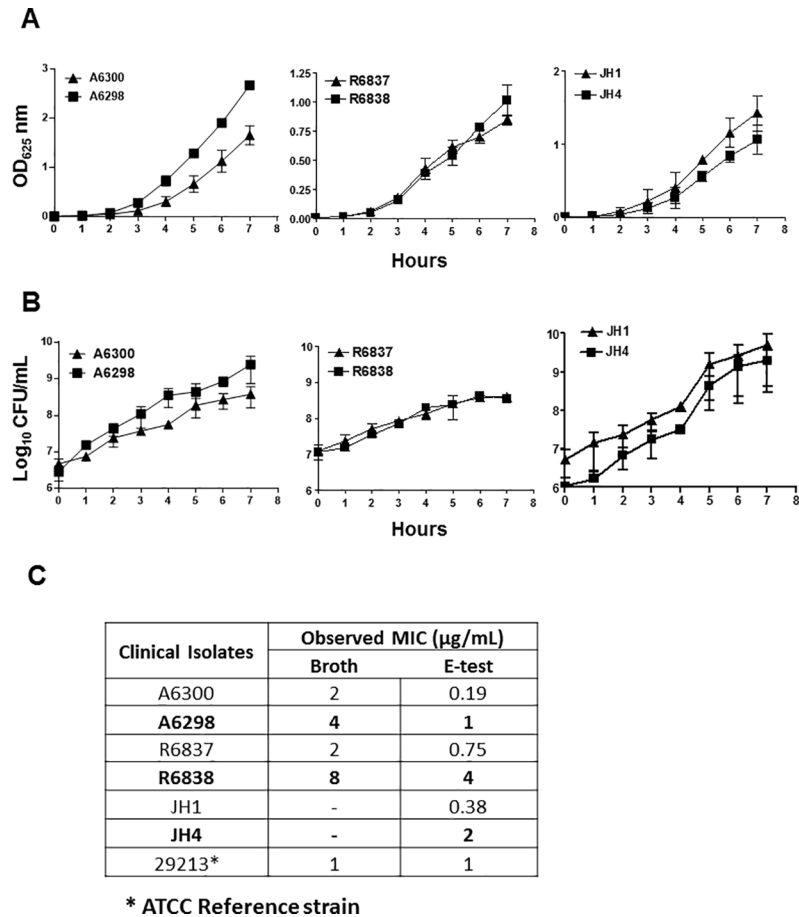 A
A6300
A6298
R6837
R6838
JH1
JH4
OD625 nm
3
2
1
0
0 1 2 3 4 5 6 7 8
1.25
1.00
0.75
0.50
0.25
0.00
0 1 2 3 4 5 6 7 8
2
1
0
0 1 2 3 4 5 6 7 8
Hours
B
A6300
A6298
R6837
R6838
JH1
JH4
Log10 CFU/mL
10
9
8
7
6
0 1 2 3 4 5 6 7 8
10
9
8
7
6
0 1 2 3 4 5 6 7 8
10
9
8
7
6
0 1 2 3 4 5 6 7 8
Hours
C
Clinical Isolates Observed MIC (µg/mL)
Broth E-test
A6300 2 0.19
A6298 4 1
R6837 2 0.75
R6838 8 4
JH1 - 0.38
JH4 - 2
29213* 1 1
* ATCC Reference strain